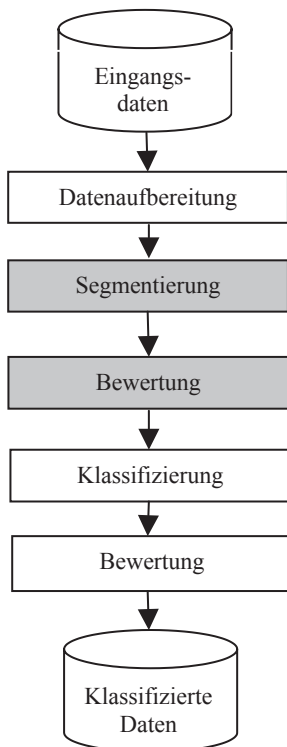 Eingangs-
daten
Datenaufbereitung
Segmentierung
Bewertung
Klassifizierung
Bewertung
Klassifizierte
Daten